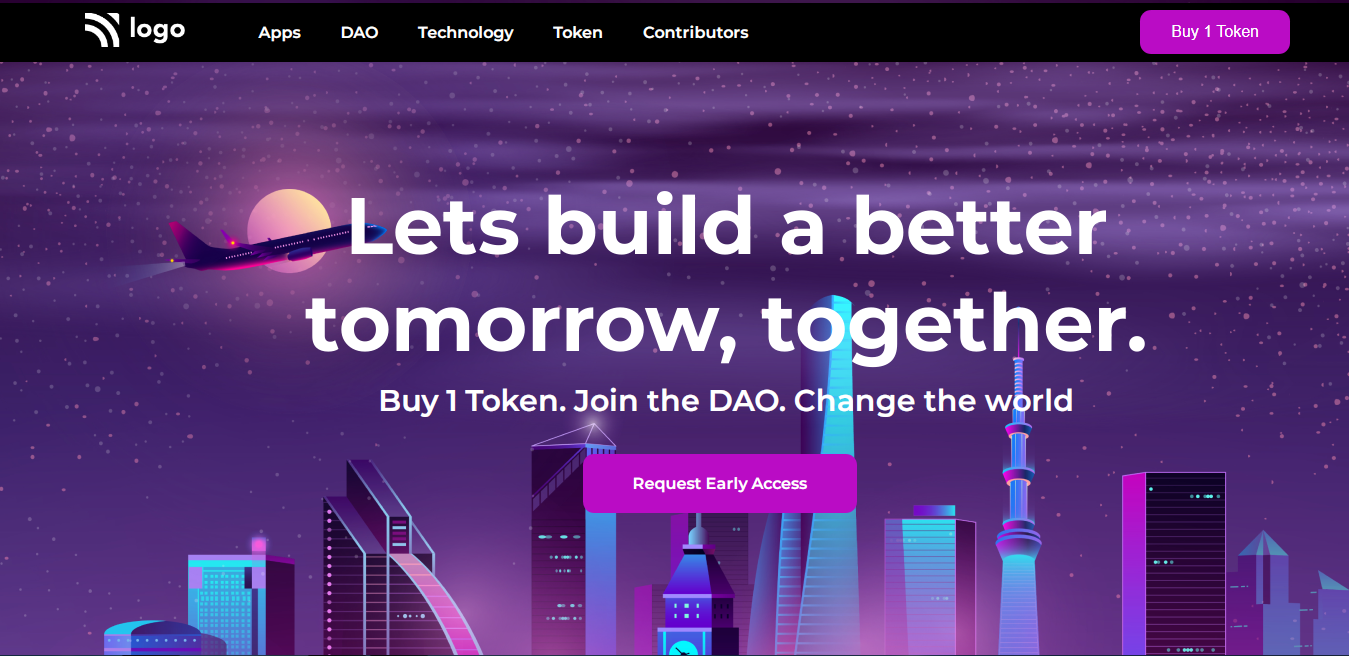 logo
Apps
DAO
Technology
Token
Contributors
Buy 1 Token
Lets build a better
tomorrow, together.
Buy 1 Token. Join the DAO. Change the world
Request Early Access